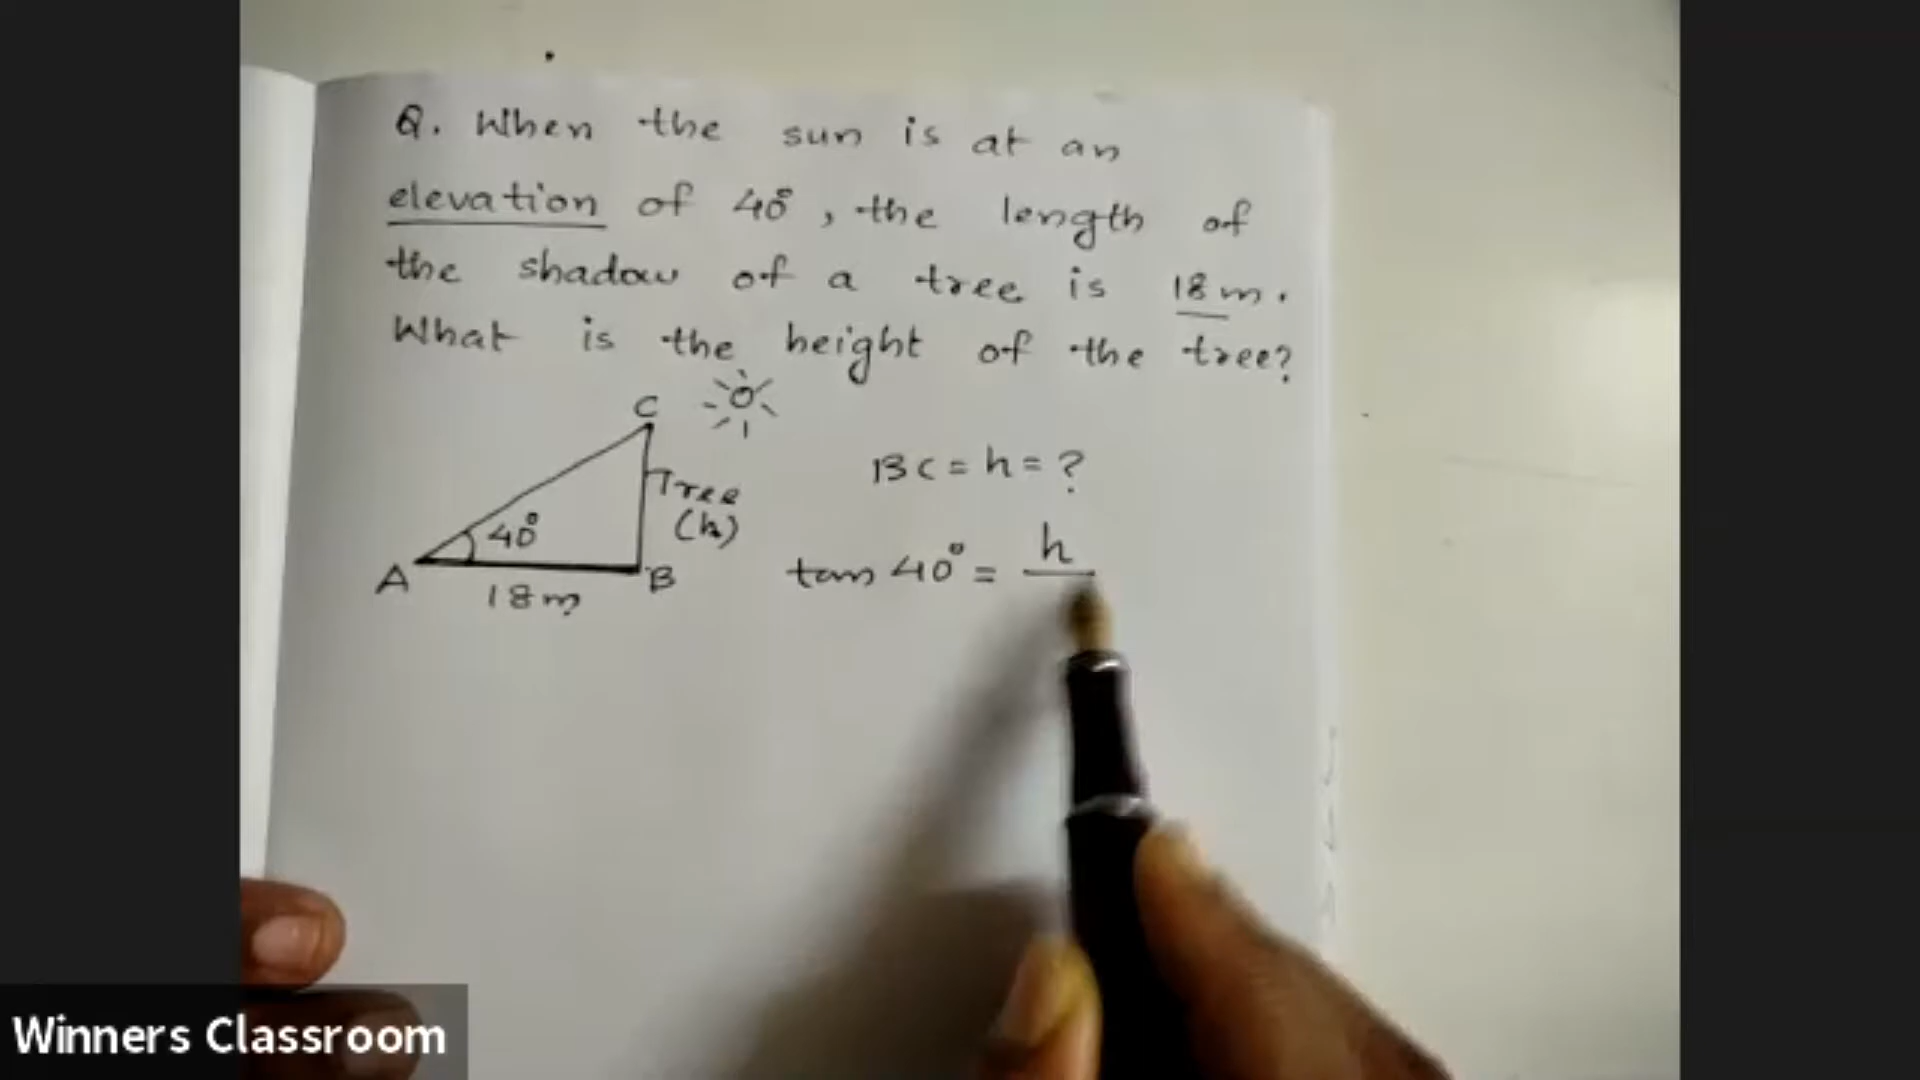 Q. When the sun is at an
elevation of 40°, the length of
the shadow of a tree is 18m.
What is the height of the tree?
C
Tree
(h)
40°
A
B
18m
BC = h = ?
tan 40° = h
Winners Classroom